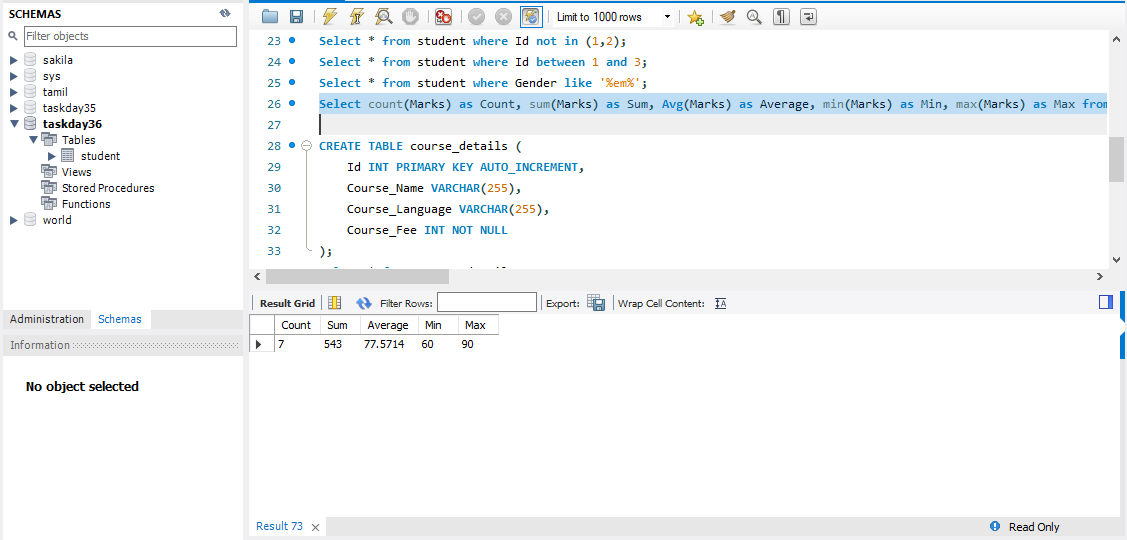 SCHEMAS
Filter objects
sakila
sys
tamil
taskday35
taskday36
Tables
student
Views
Stored Procedures
Functions
world
Administration Schemas
Information
No object selected
Limit to 1000 rows
23 Select * from student where Id not in (1,2);
24 Select * from student where Id between 1 and 3;
25 Select * from student where Gender like '%em%';
26 Select count(Marks) as Count, sum(Marks) as Sum, Avg(Marks) as Average, min(Marks) as Min, max(Marks) as Max from
27
28 CREATE TABLE course_details (
29 Id INT PRIMARY KEY AUTO_INCREMENT,
30 Course_Name VARCHAR(255),
31 Course_Language VARCHAR(255),
32 Course_Fee INT NOT NULL
33 );
Result Grid Filter Rows: Export: Wrap Cell Content:
Count Sum Average Min Max
7 543 77.5714 60 90
Result 73
Read Only